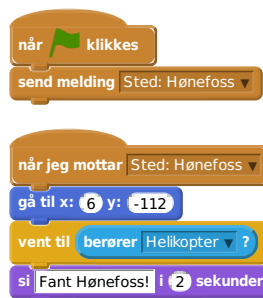 når klikkes
send melding Sted: Hønefoss
når jeg mottar Sted: Hønefoss
gå til x: 6 y: -112
vent til berører Helikopter ?
si Fant Hønefoss! i 2 sekunder